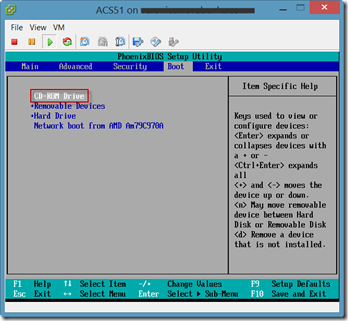 ACS51 on
File View VM
PhoenixBIOS Setup Utility
Main Advanced Security Boot Exit
CD-ROM Drive
+Removable Devices
+Hard Drive
Network boot from AMD Am79C970A
Item Specific Help
Keys used to view or
configure devices:
<Enter> expands or
collapses devices with
a + or -
<Ctrl+Enter> expands
all
<+> and <-> moves the
device up or down.
<n> May move removable
device between Hard
Disk or Removable Disk
<d> Remove a device
that is not installed.
F1 Help ↑↓ Select Item -/+ Change Values F9 Setup Defaults
Esc Exit ↔ Select Menu Enter Select ▶ Sub-Menu F10 Save and Exit